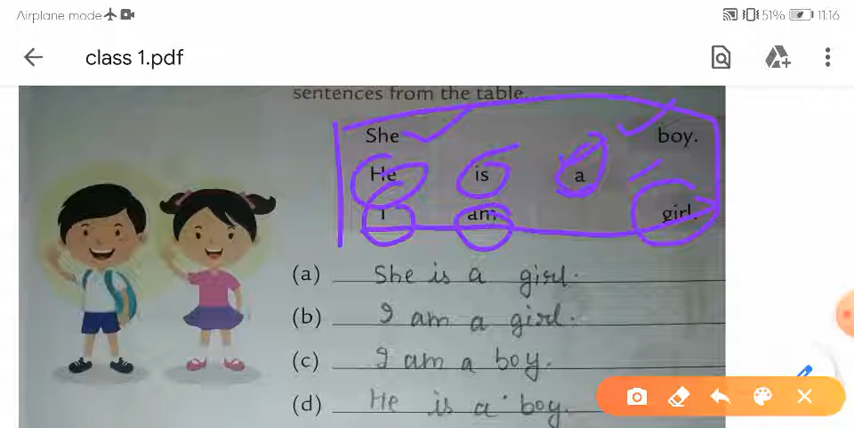 Airplane mode 51% 11:16
class 1.pdf
sentences from the table.
She boy.
He is a
I am girl.
(a) She is a girl.
(b) I am a girl.
(c) I am a boy.
(d) He is a boy.